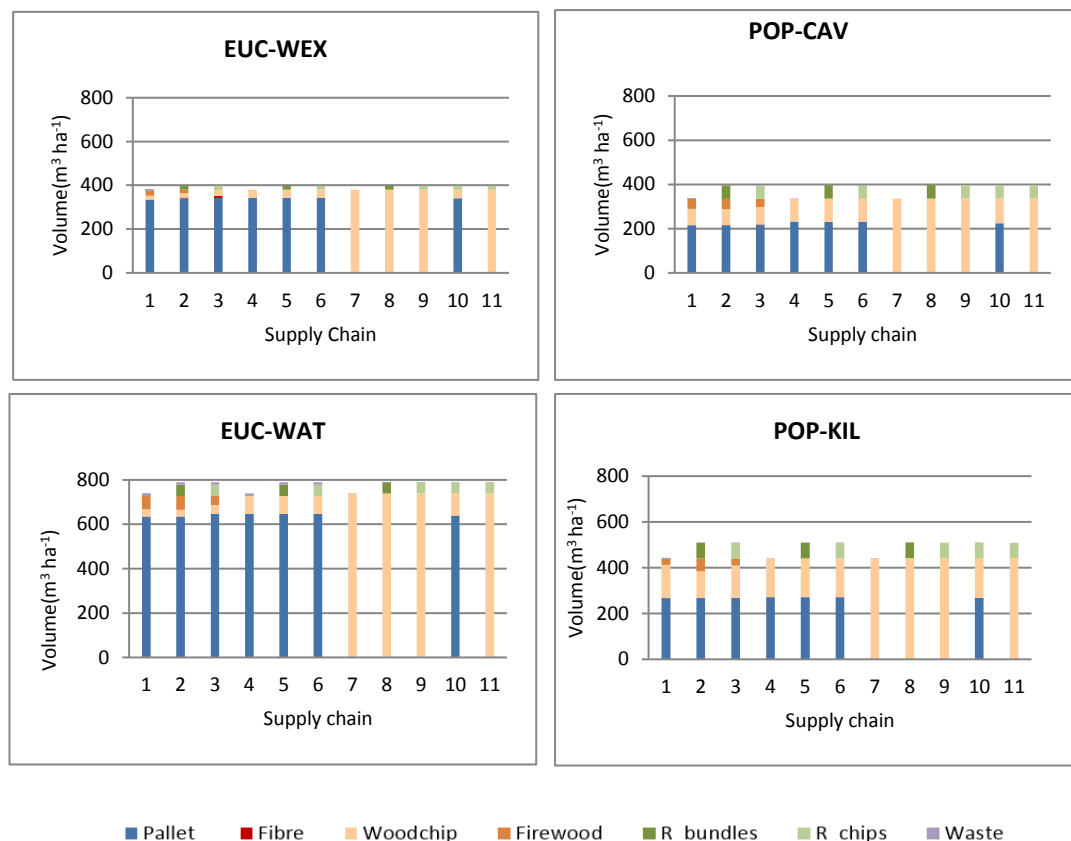 EUC-WEX
Volume(m³ ha⁻¹)
800
600
400
200
0
1 2 3 4 5 6 7 8 9 10 11
Supply Chain
POP-CAV
Volume(m³ ha⁻¹)
800
600
400
200
0
1 2 3 4 5 6 7 8 9 10 11
Supply chain
EUC-WAT
Volume(m³ ha⁻¹)
800
600
400
200
0
1 2 3 4 5 6 7 8 9 10 11
Supply chain
POP-KIL
Volume(m³ ha⁻¹)
800
600
400
200
0
1 2 3 4 5 6 7 8 9 10 11
Supply chain
Pallet Fibre Woodchip Firewood R bundles R chips Waste